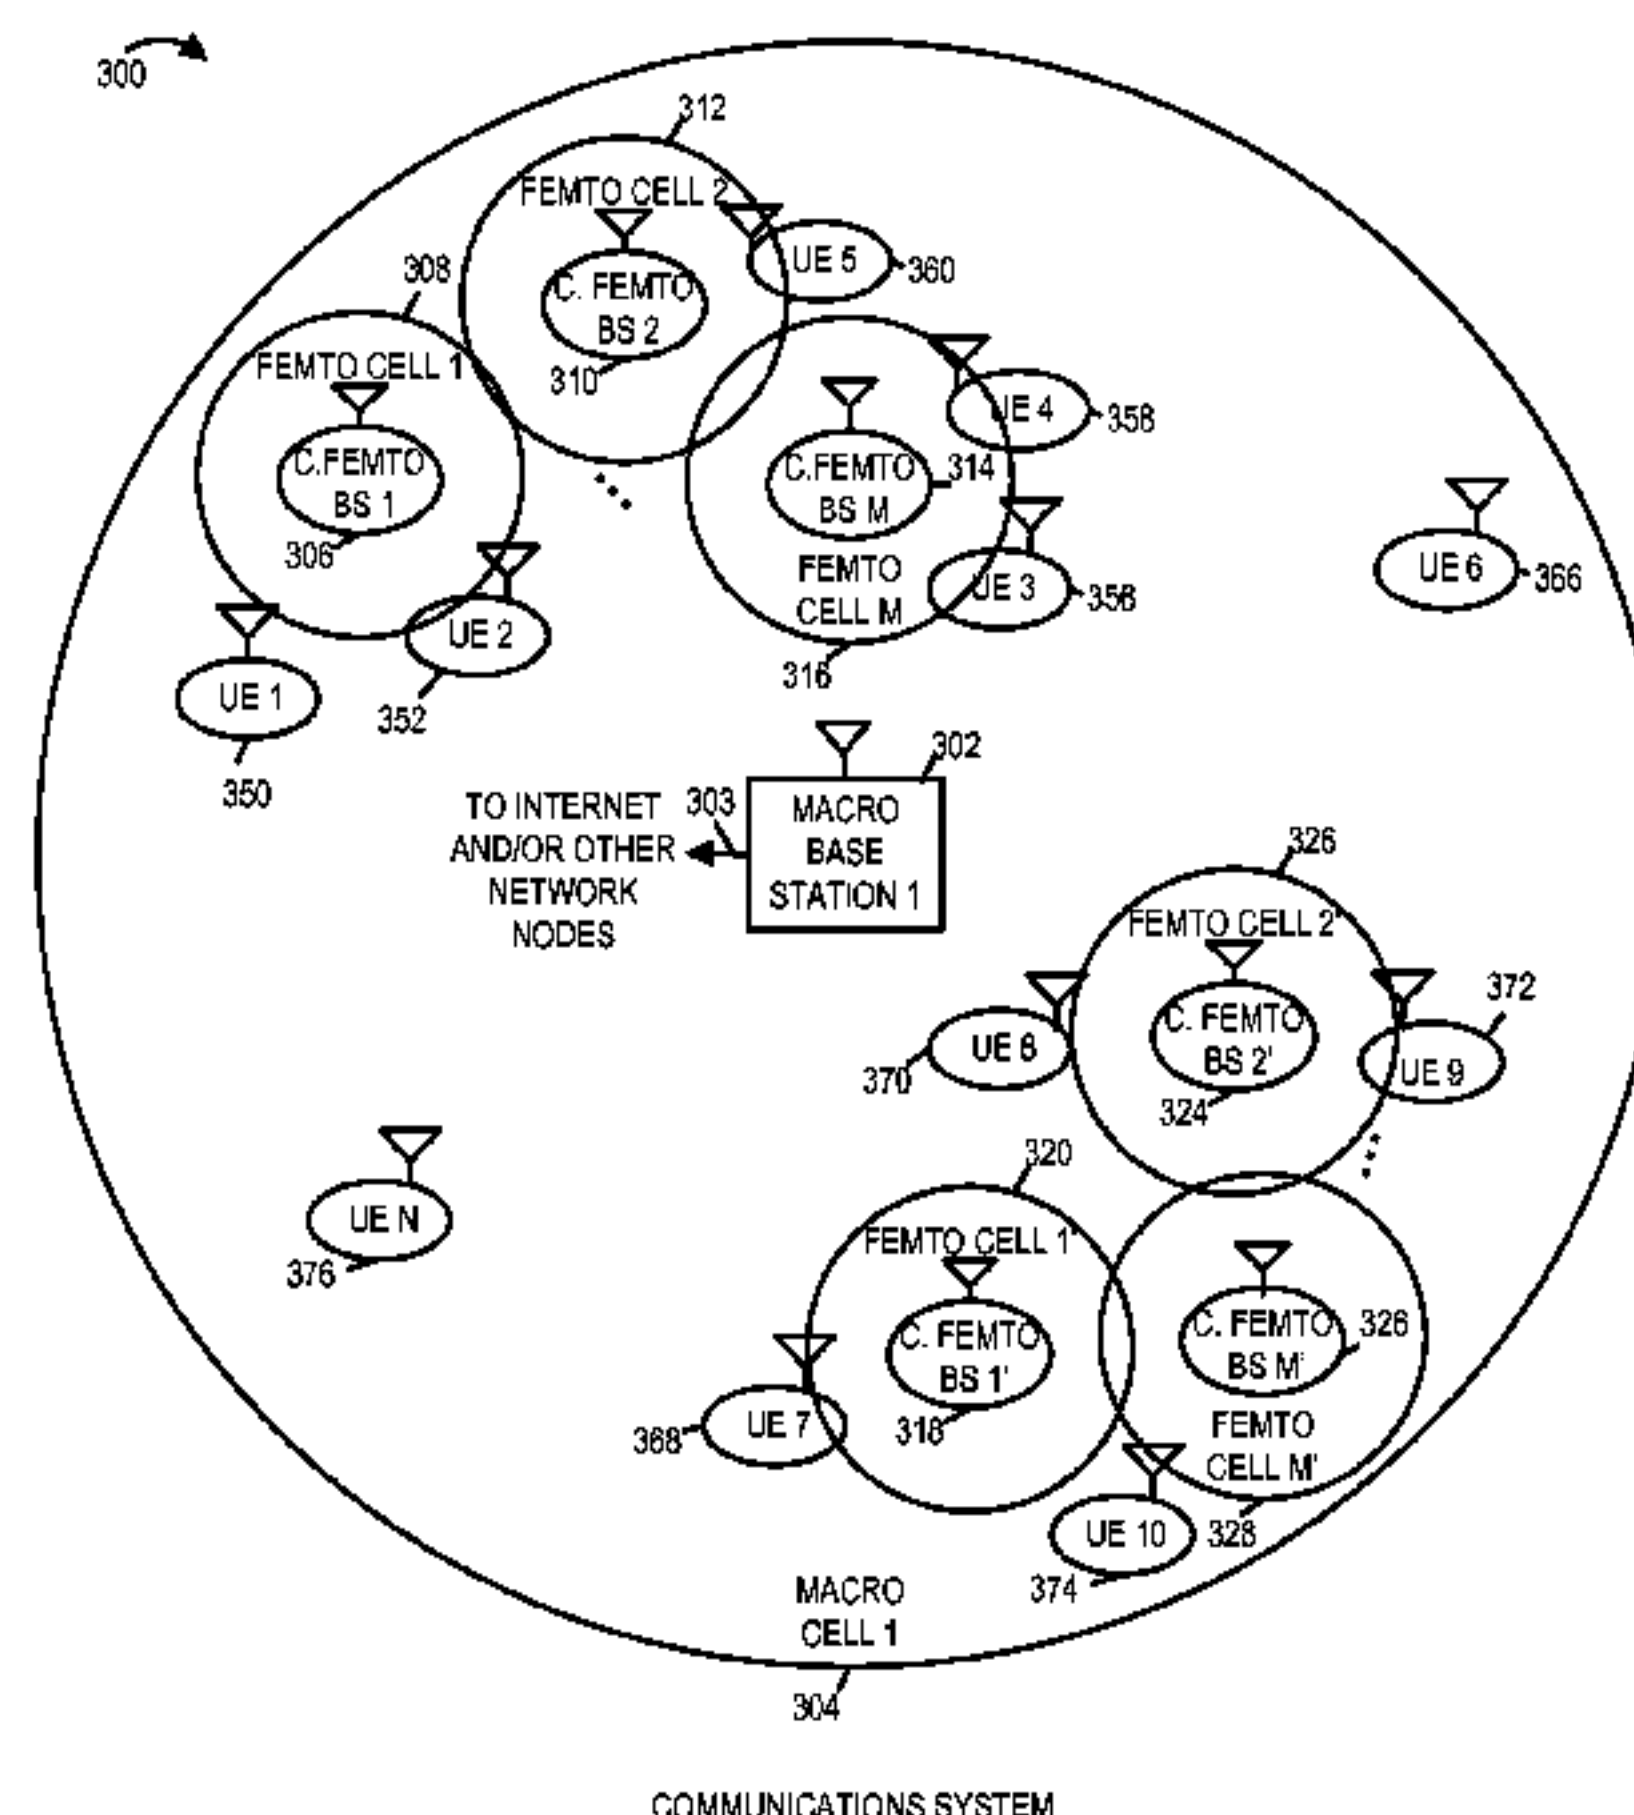 300
312
FEMTO CELL 2
C. FEMTO
BS 2
310
UE 5
360
308
FEMTO CELL 1
C.FEMTO
BS 1
306
UE 4
358
C.FEMTO
BS M
314
FEMTO
CELL M
316
UE 3
356
UE 6
366
UE 2
352
UE 1
350
302
MACRO
BASE
STATION 1
303
TO INTERNET
AND/OR OTHER
NETWORK
NODES
326
FEMTO CELL 2'
C. FEMTO
BS 2'
324
UE 8
370
372
UE 9
UE N
376
320
FEMTO CELL 1'
C. FEMTO
BS 1'
318
C. FEMTO
BS M'
326
FEMTO
CELL M'
328
UE 7
368
UE 10
374
MACRO
CELL 1
304
COMMUNICATIONS SYSTEM